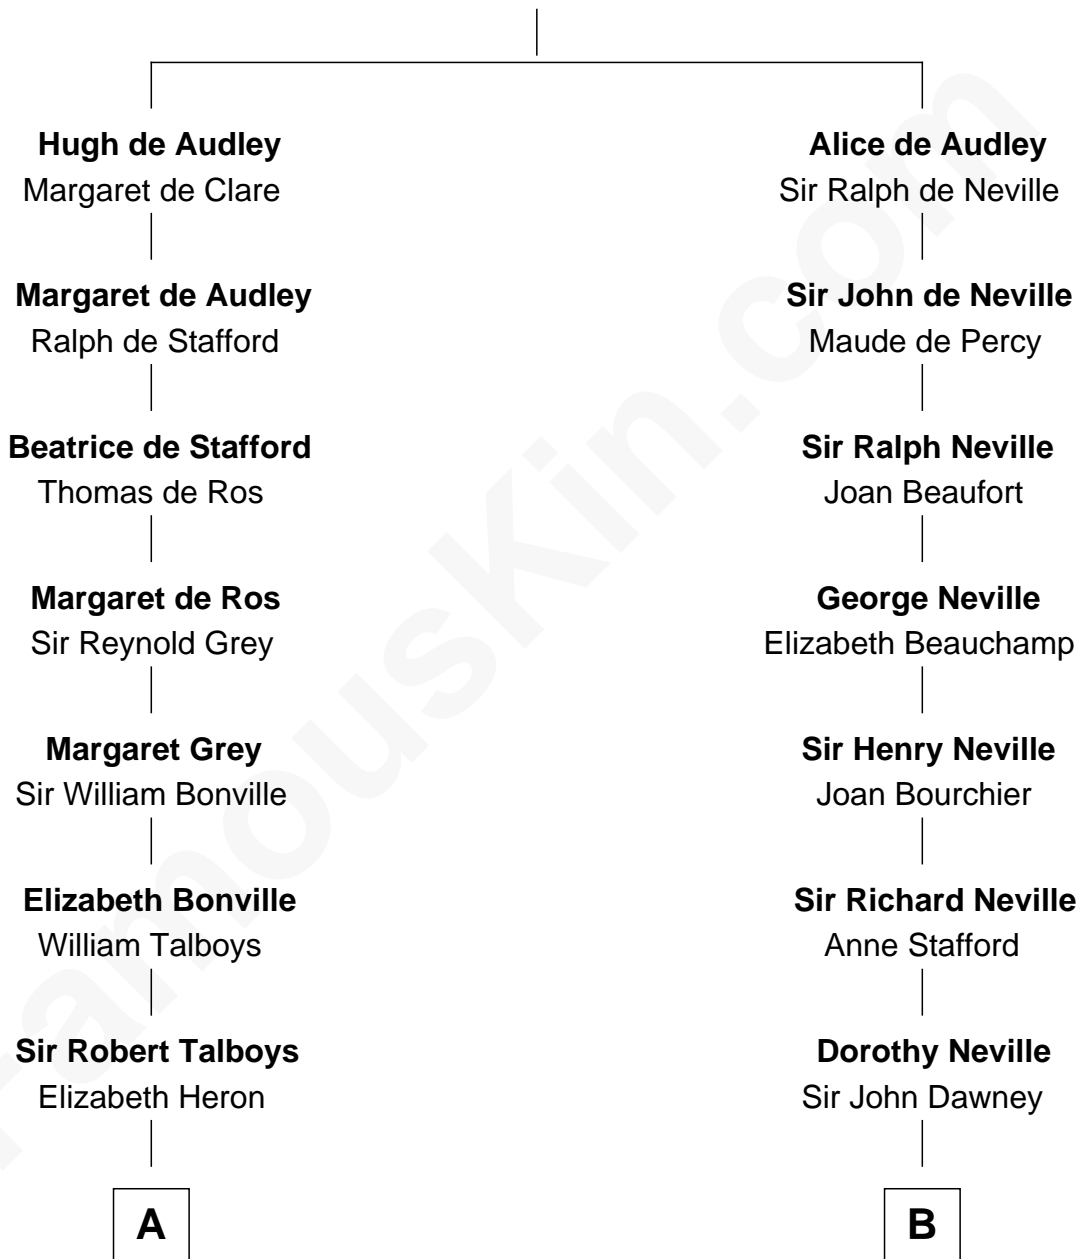 Hugh de Audley
Margaret de Clare
Margaret de Audley
Ralph de Stafford
Beatrice de Stafford
Thomas de Ros
Margaret de Ros
Sir Reynold Grey
Margaret Grey
Sir William Bonville
Elizabeth Bonville
William Talboys
Sir Robert Talboys
Elizabeth Heron
A
Alice de Audley
Sir Ralph de Neville
Sir John de Neville
Maude de Percy
Sir Ralph Neville
Joan Beaufort
George Neville
Elizabeth Beauchamp
Sir Henry Neville
Joan Bourchier
Sir Richard Neville
Anne Stafford
Dorothy Neville
Sir John Dawney
B
FamousKin.com